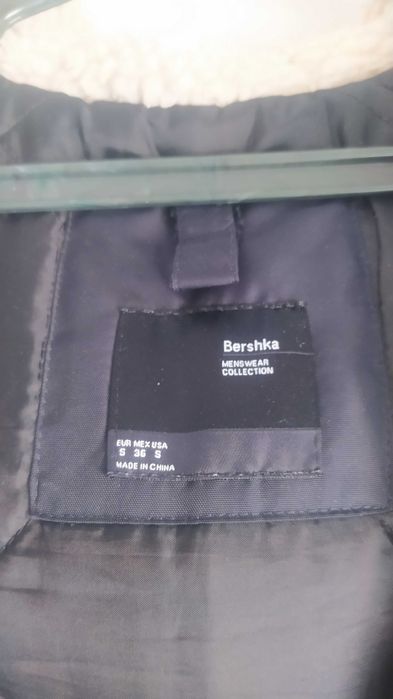 Bershka
MENSWEAR
COLLECTION
EUR MEX USA
S 36 S
MADE IN CHINA